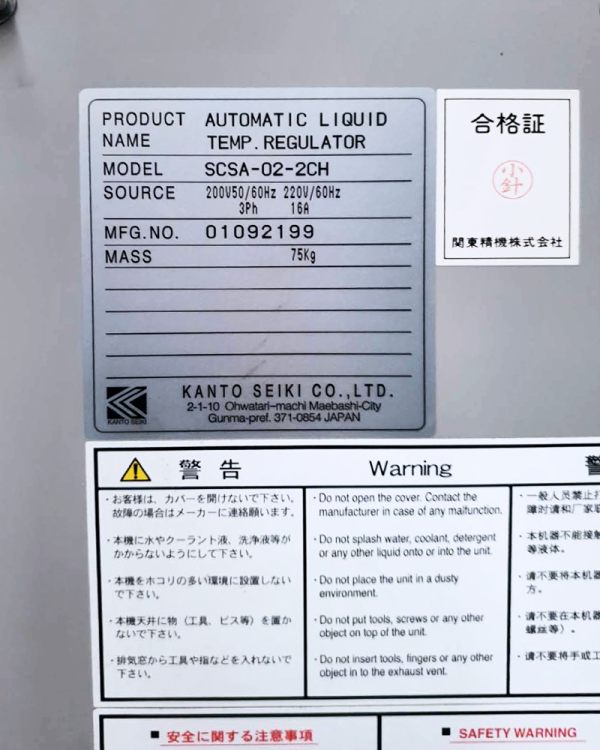 PRODUCT AUTOMATIC LIQUID
NAME TEMP.REGULATOR
MODEL SCSA-02-2CH
SOURCE 200V50/60Hz 220V/60Hz
3Ph 16A
MFG.NO. 01092199
MASS 75Kg
KANTO SEIKI CO.,LTD.
2-1-10 Ohwatari-machi Maebashi-City
Gunma-pref. 371-0854 JAPAN
KANTO SEIKI
合格証
小針
関東精機株式会社
警告
・お客様は、カバーを開けないで下さい。
故障の場合はメーカーに連絡願います。
・本機に水やクーラント液、洗浄液等が
かからないようにして下さい。
・本機をホコリの多い環境に設置しない
で下さい。
・本機天井に物（工具、ビス等）を置か
ないで下さい。
・排気窓から工具や指などを入れないで
下さい。
Warning
・Do not open the cover. Contact the
manufacturer in case of any malfunction.
・Do not splash water, coolant, detergent
or any other liquid onto or into the unit.
・Do not place the unit in a dusty
environment.
・Do not put tools, screws or any other
object on top of the unit.
・Do not insert tools, fingers or any other
object in to the exhaust vent.
警
・一般人员禁止打
障时请和厂家联
・本机器不能接触
等液体。
・请不要将本机器
方。
・请不要在本机器
螺丝等）。
・请不要将手或工
■ 安全に関する注意事項
■ SAFETY WARNING